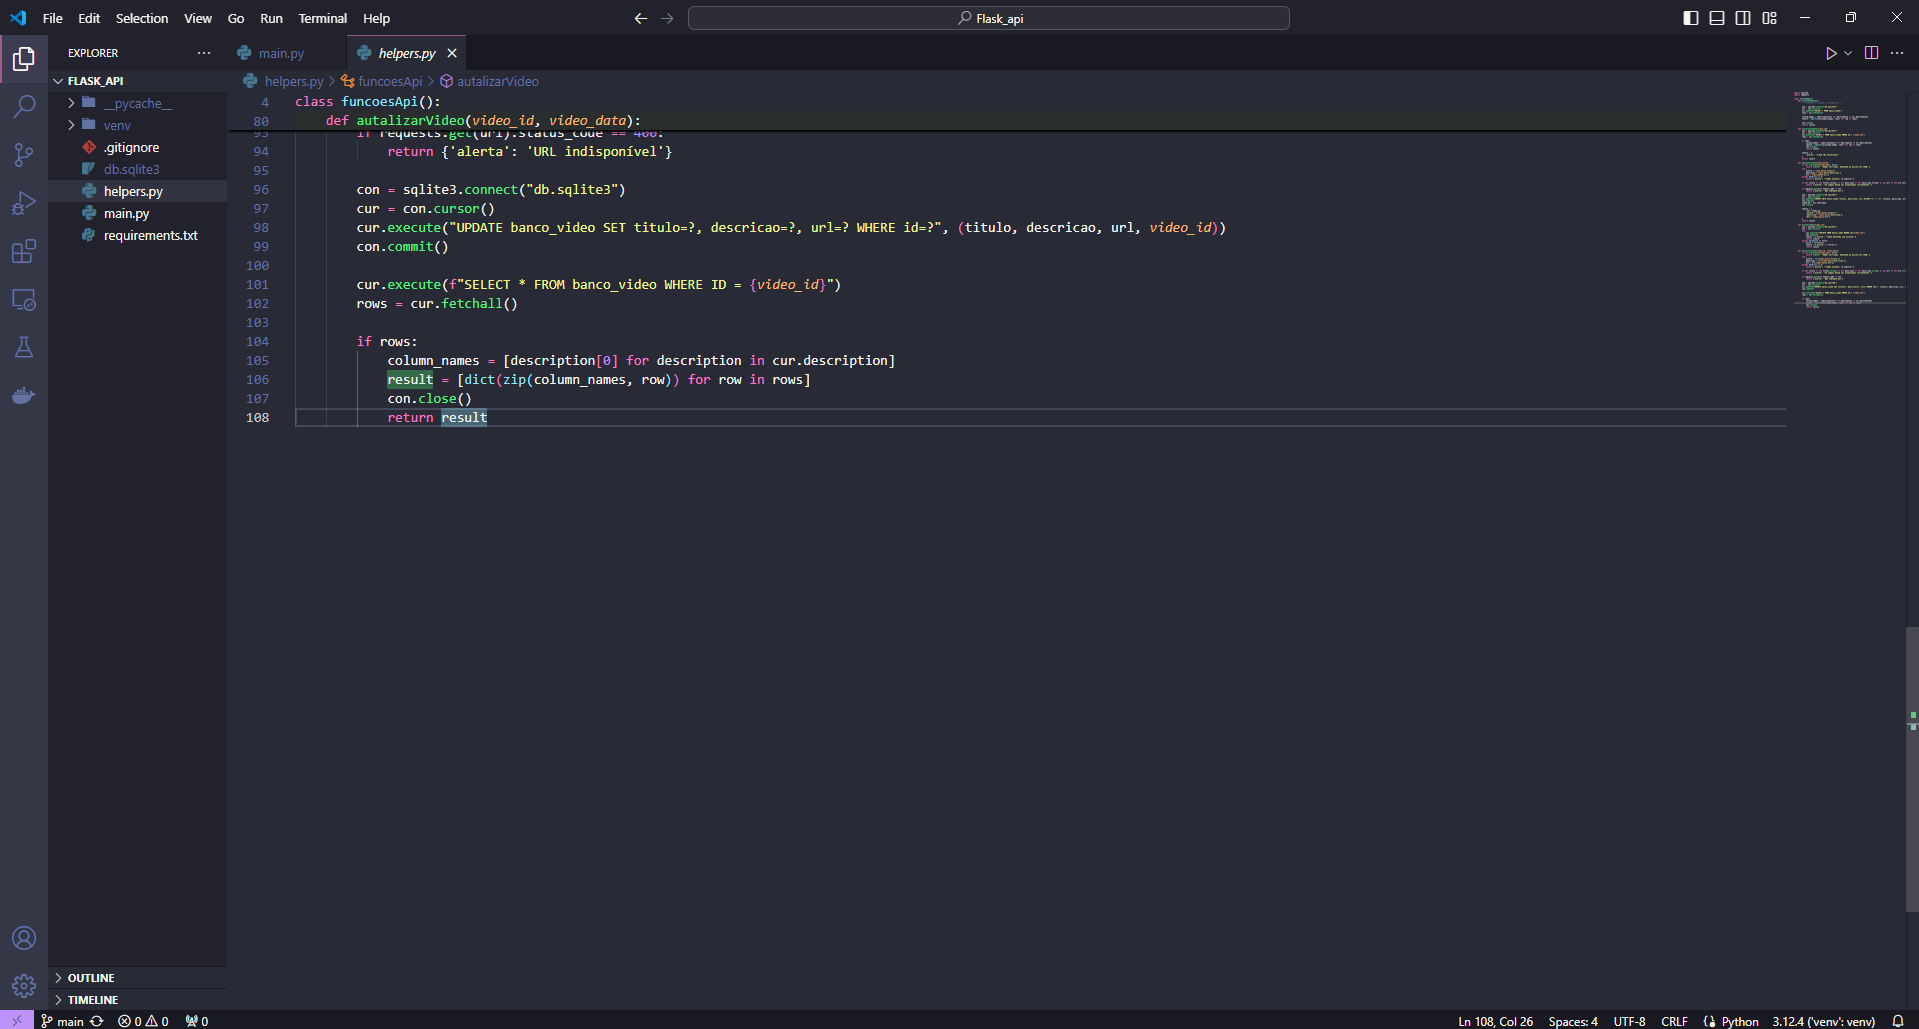 File Edit Selection View Go Run Terminal Help
Flask_api
EXPLORER
main.py
helpers.py
FLASK_API
__pycache__
venv
.gitignore
db.sqlite3
helpers.py
main.py
requirements.txt
helpers.py > funcoesApi > autalizarVideo
4 class funcoesApi():
80 def autalizarVideo(video_id, video_data):
93 if requests.get(url).status_code == 400:
94 return {'alerta': 'URL indisponível'}
95
96 con = sqlite3.connect("db.sqlite3")
97 cur = con.cursor()
98 cur.execute("UPDATE banco_video SET titulo=?, descricao=?, url=? WHERE id=?", (titulo, descricao, url, video_id))
99 con.commit()
100
101 cur.execute(f"SELECT * FROM banco_video WHERE ID = {video_id}")
102 rows = cur.fetchall()
103
104 if rows:
105 column_names = [description[0] for description in cur.description]
106 result = [dict(zip(column_names, row)) for row in rows]
107 con.close()
108 return result
OUTLINE
TIMELINE
main 0 0 0
Ln 108, Col 26 Spaces: 4 UTF-8 CRLF Python 3.12.4 ('venv': venv)